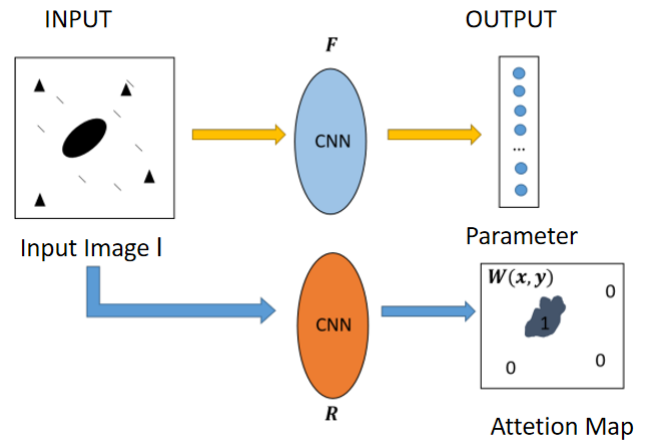 INPUT
OUTPUT
F
CNN
...
Input Image I
Parameter
W(x,y)
0
1
0
0
CNN
R
Attetion Map